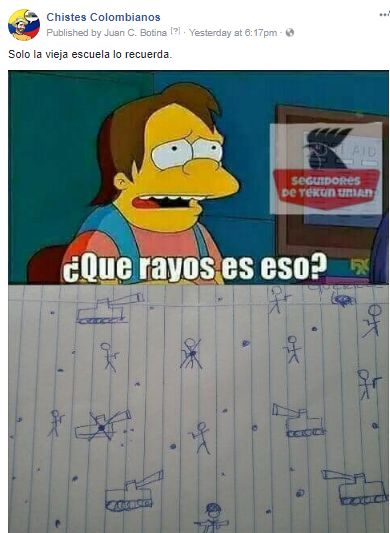 Chistes Colombianos
Published by Juan C. Botina [?] · Yesterday at 6:17pm ·
Solo la vieja escuela lo recuerda.
AID
SEGUIDORES
DE TEKUN UMAN
FX
¿Que rayos es eso?